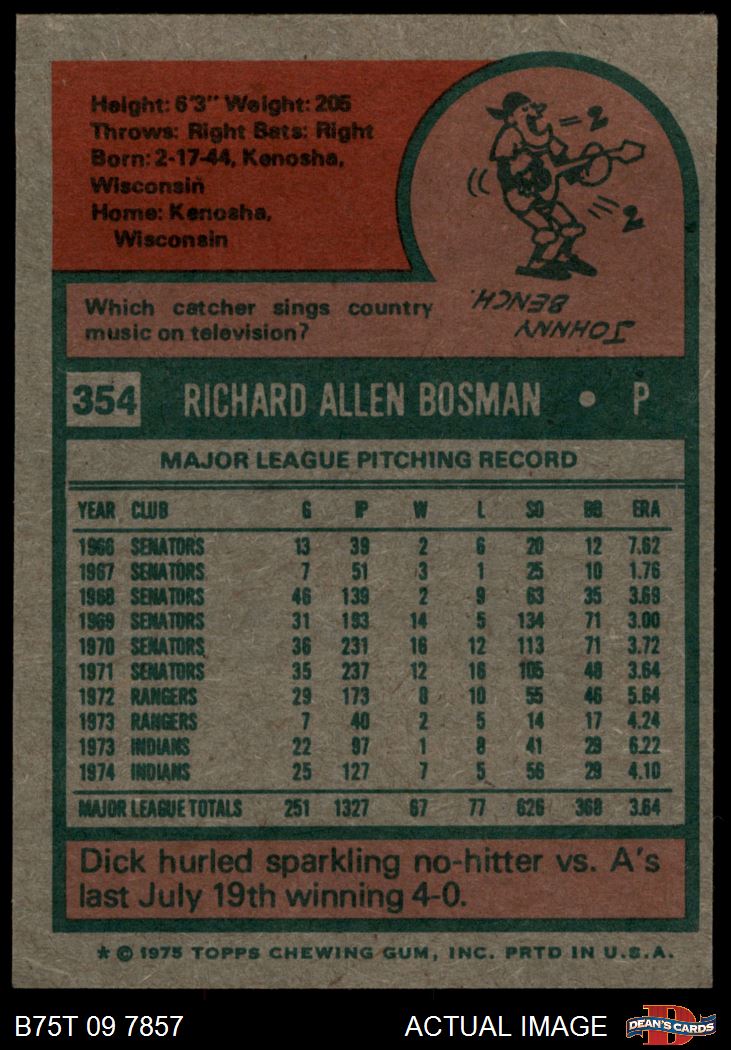 Height: 6'3" Weight: 205
Throws: Right Bats: Right
Born: 2-17-44, Kenosha,
Wisconsin
Home: Kenosha,
Wisconsin
=2
=2
Which catcher sings country
music on television?
JOHNNY
BENCH.
354 RICHARD ALLEN BOSMAN • P
MAJOR LEAGUE PITCHING RECORD
YEAR CLUB G IP W L SO BB ERA
1966 SENATORS 13 39 2 6 20 12 7.62
1967 SENATORS 7 51 3 1 25 10 1.76
1968 SENATORS 46 139 2 9 63 35 3.69
1969 SENATORS 31 193 14 5 134 71 3.00
1970 SENATORS 36 231 16 12 113 71 3.72
1971 SENATORS 35 237 12 16 105 48 3.64
1972 RANGERS 29 173 8 10 55 46 5.64
1973 RANGERS 7 40 2 5 14 17 4.24
1973 INDIANS 22 97 1 8 41 29 6.22
1974 INDIANS 25 127 7 5 56 29 4.10
MAJOR LEAGUE TOTALS 251 1327 67 77 626 368 3.64
Dick hurled sparkling no-hitter vs. A's
last July 19th winning 4-0.
* © 1975 TOPPS CHEWING GUM, INC. PRTD IN U.S.A.
B75T 09 7857 ACTUAL IMAGE DEAN'S CARDS